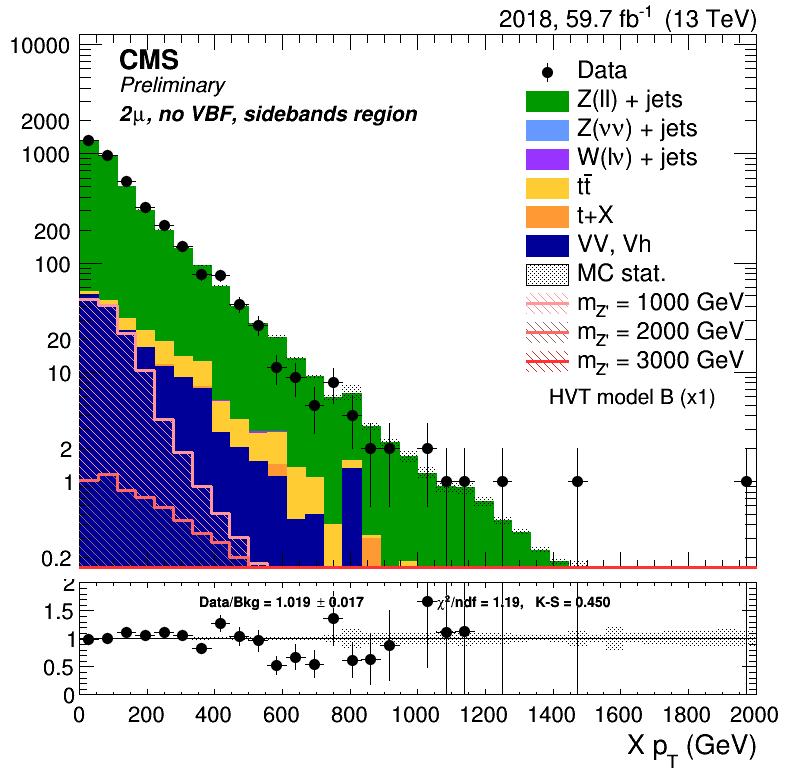 2018, 59.7 fb⁻¹ (13 TeV)
CMS
Preliminary
2μ, no VBF, sidebands region
Data
Z(ll) + jets
Z(νν) + jets
W(lν) + jets
tt̄
t+X
VV, Vh
MC stat.
m_Z' = 1000 GeV
m_Z' = 2000 GeV
m_Z' = 3000 GeV
HVT model B (x1)
10000
2000
1000
200
100
20
10
2
1
0.2
Data/Bkg = 1.019 ± 0.017
χ²/ndf = 1.19, K-S = 0.450
2
1.5
1
0.5
0
0 200 400 600 800 1000 1200 1400 1600 1800 2000
X p_T (GeV)